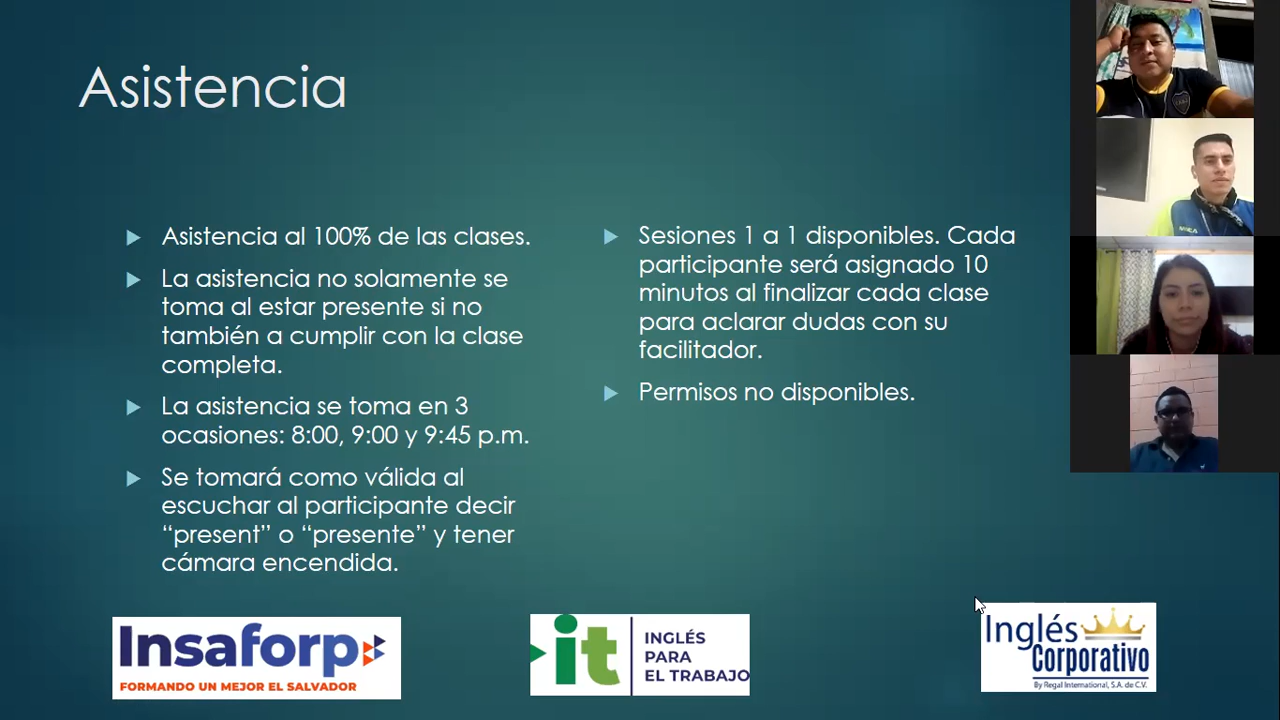 Asistencia
Asistencia al 100% de las clases.
La asistencia no solamente se
toma al estar presente si no
también a cumplir con la clase
completa.
La asistencia se toma en 3
ocasiones: 8:00, 9:00 y 9:45 p.m.
Se tomará como válida al
escuchar al participante decir
“present” o “presente” y tener
cámara encendida.
Sesiones 1 a 1 disponibles. Cada
participante será asignado 10
minutos al finalizar cada clase
para aclarar dudas con su
facilitador.
Permisos no disponibles.
Insaforp
FORMANDO UN MEJOR EL SALVADOR
it
INGLÉS
PARA
EL TRABAJO
Inglés
Corporativo
By Regal International, S.A. de C.V.